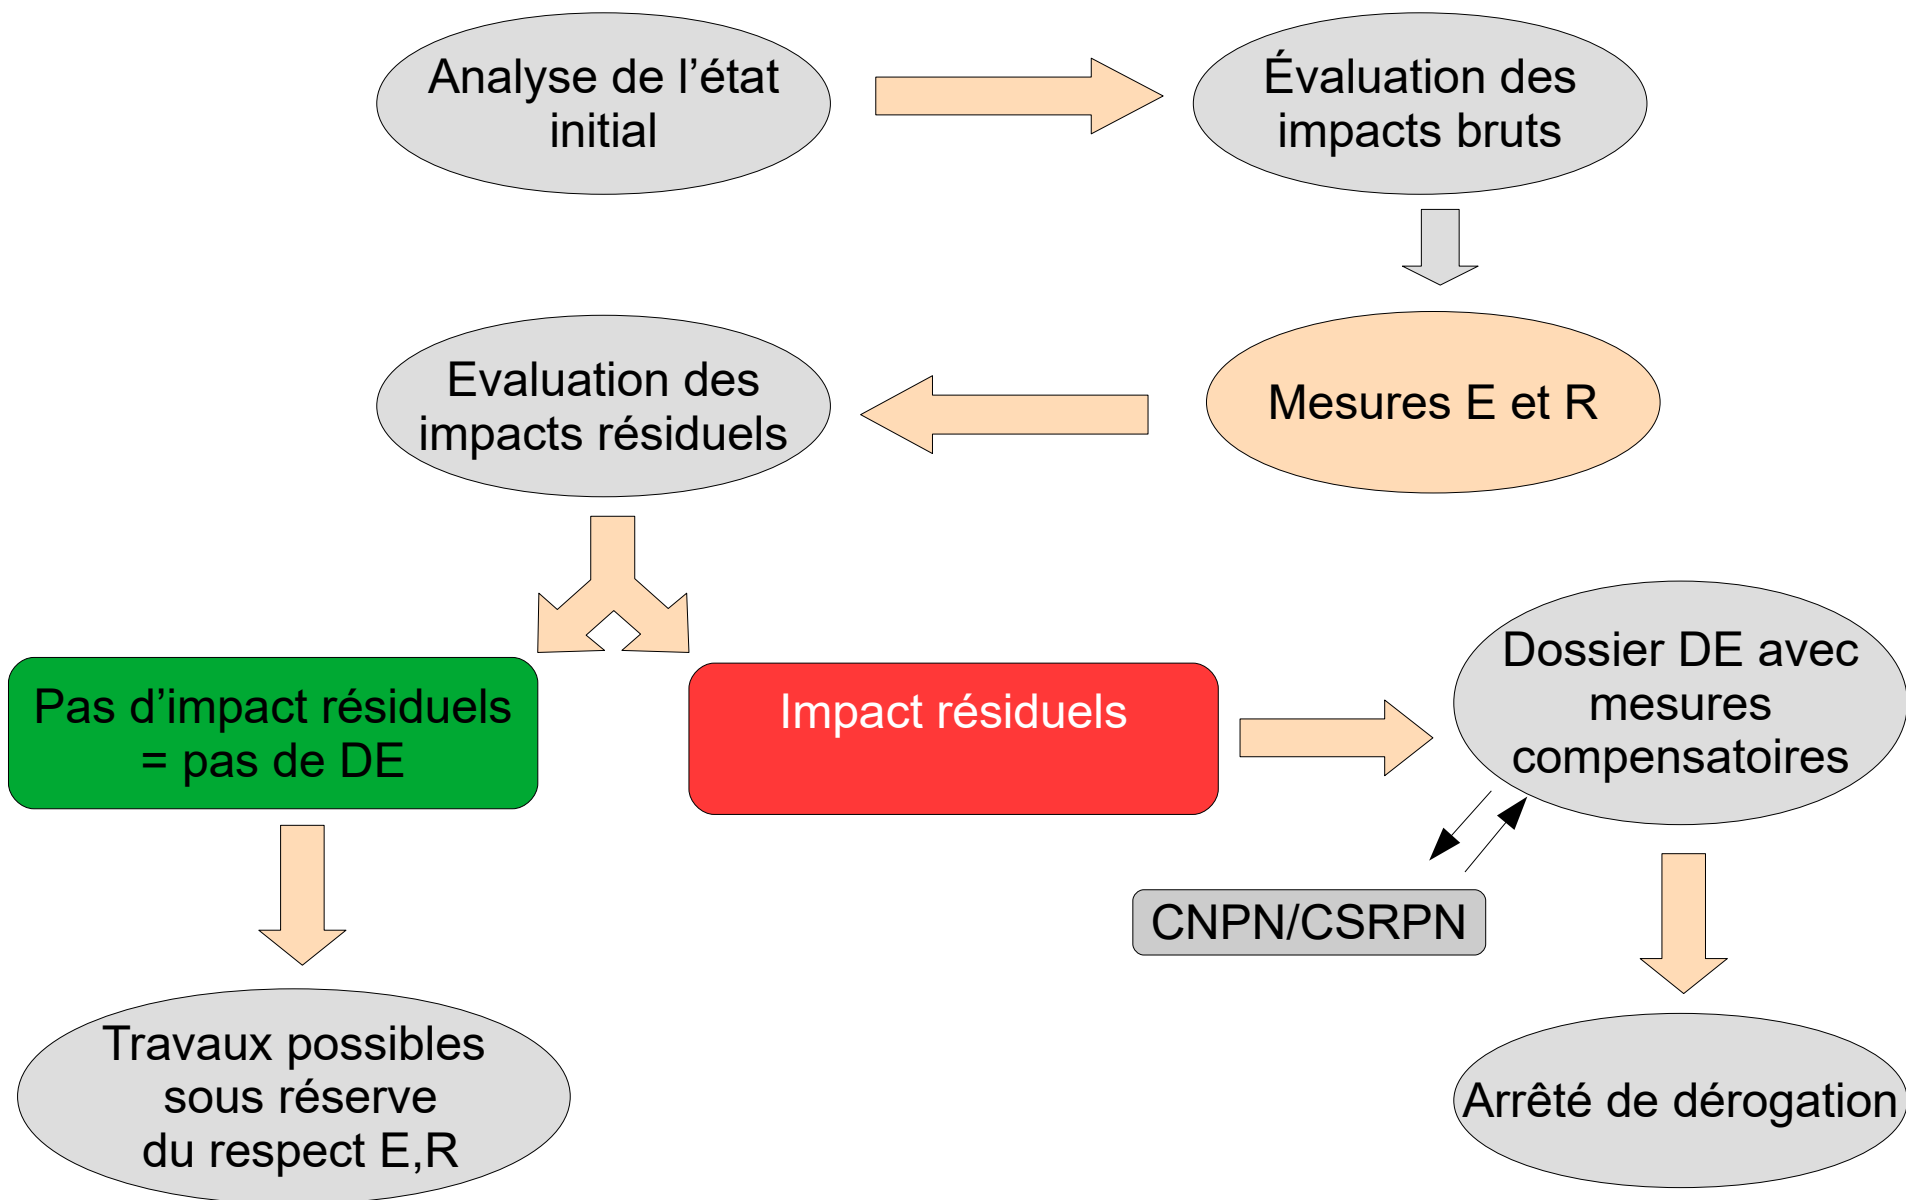 Analyse de l’état
initial
Évaluation des
impacts bruts
Evaluation des
impacts résiduels
Mesures E et R
Pas d’impact résiduels
= pas de DE
Impact résiduels
Dossier DE avec
mesures
compensatoires
CNPN/CSRPN
Travaux possibles
sous réserve
du respect E,R
Arrêté de dérogation